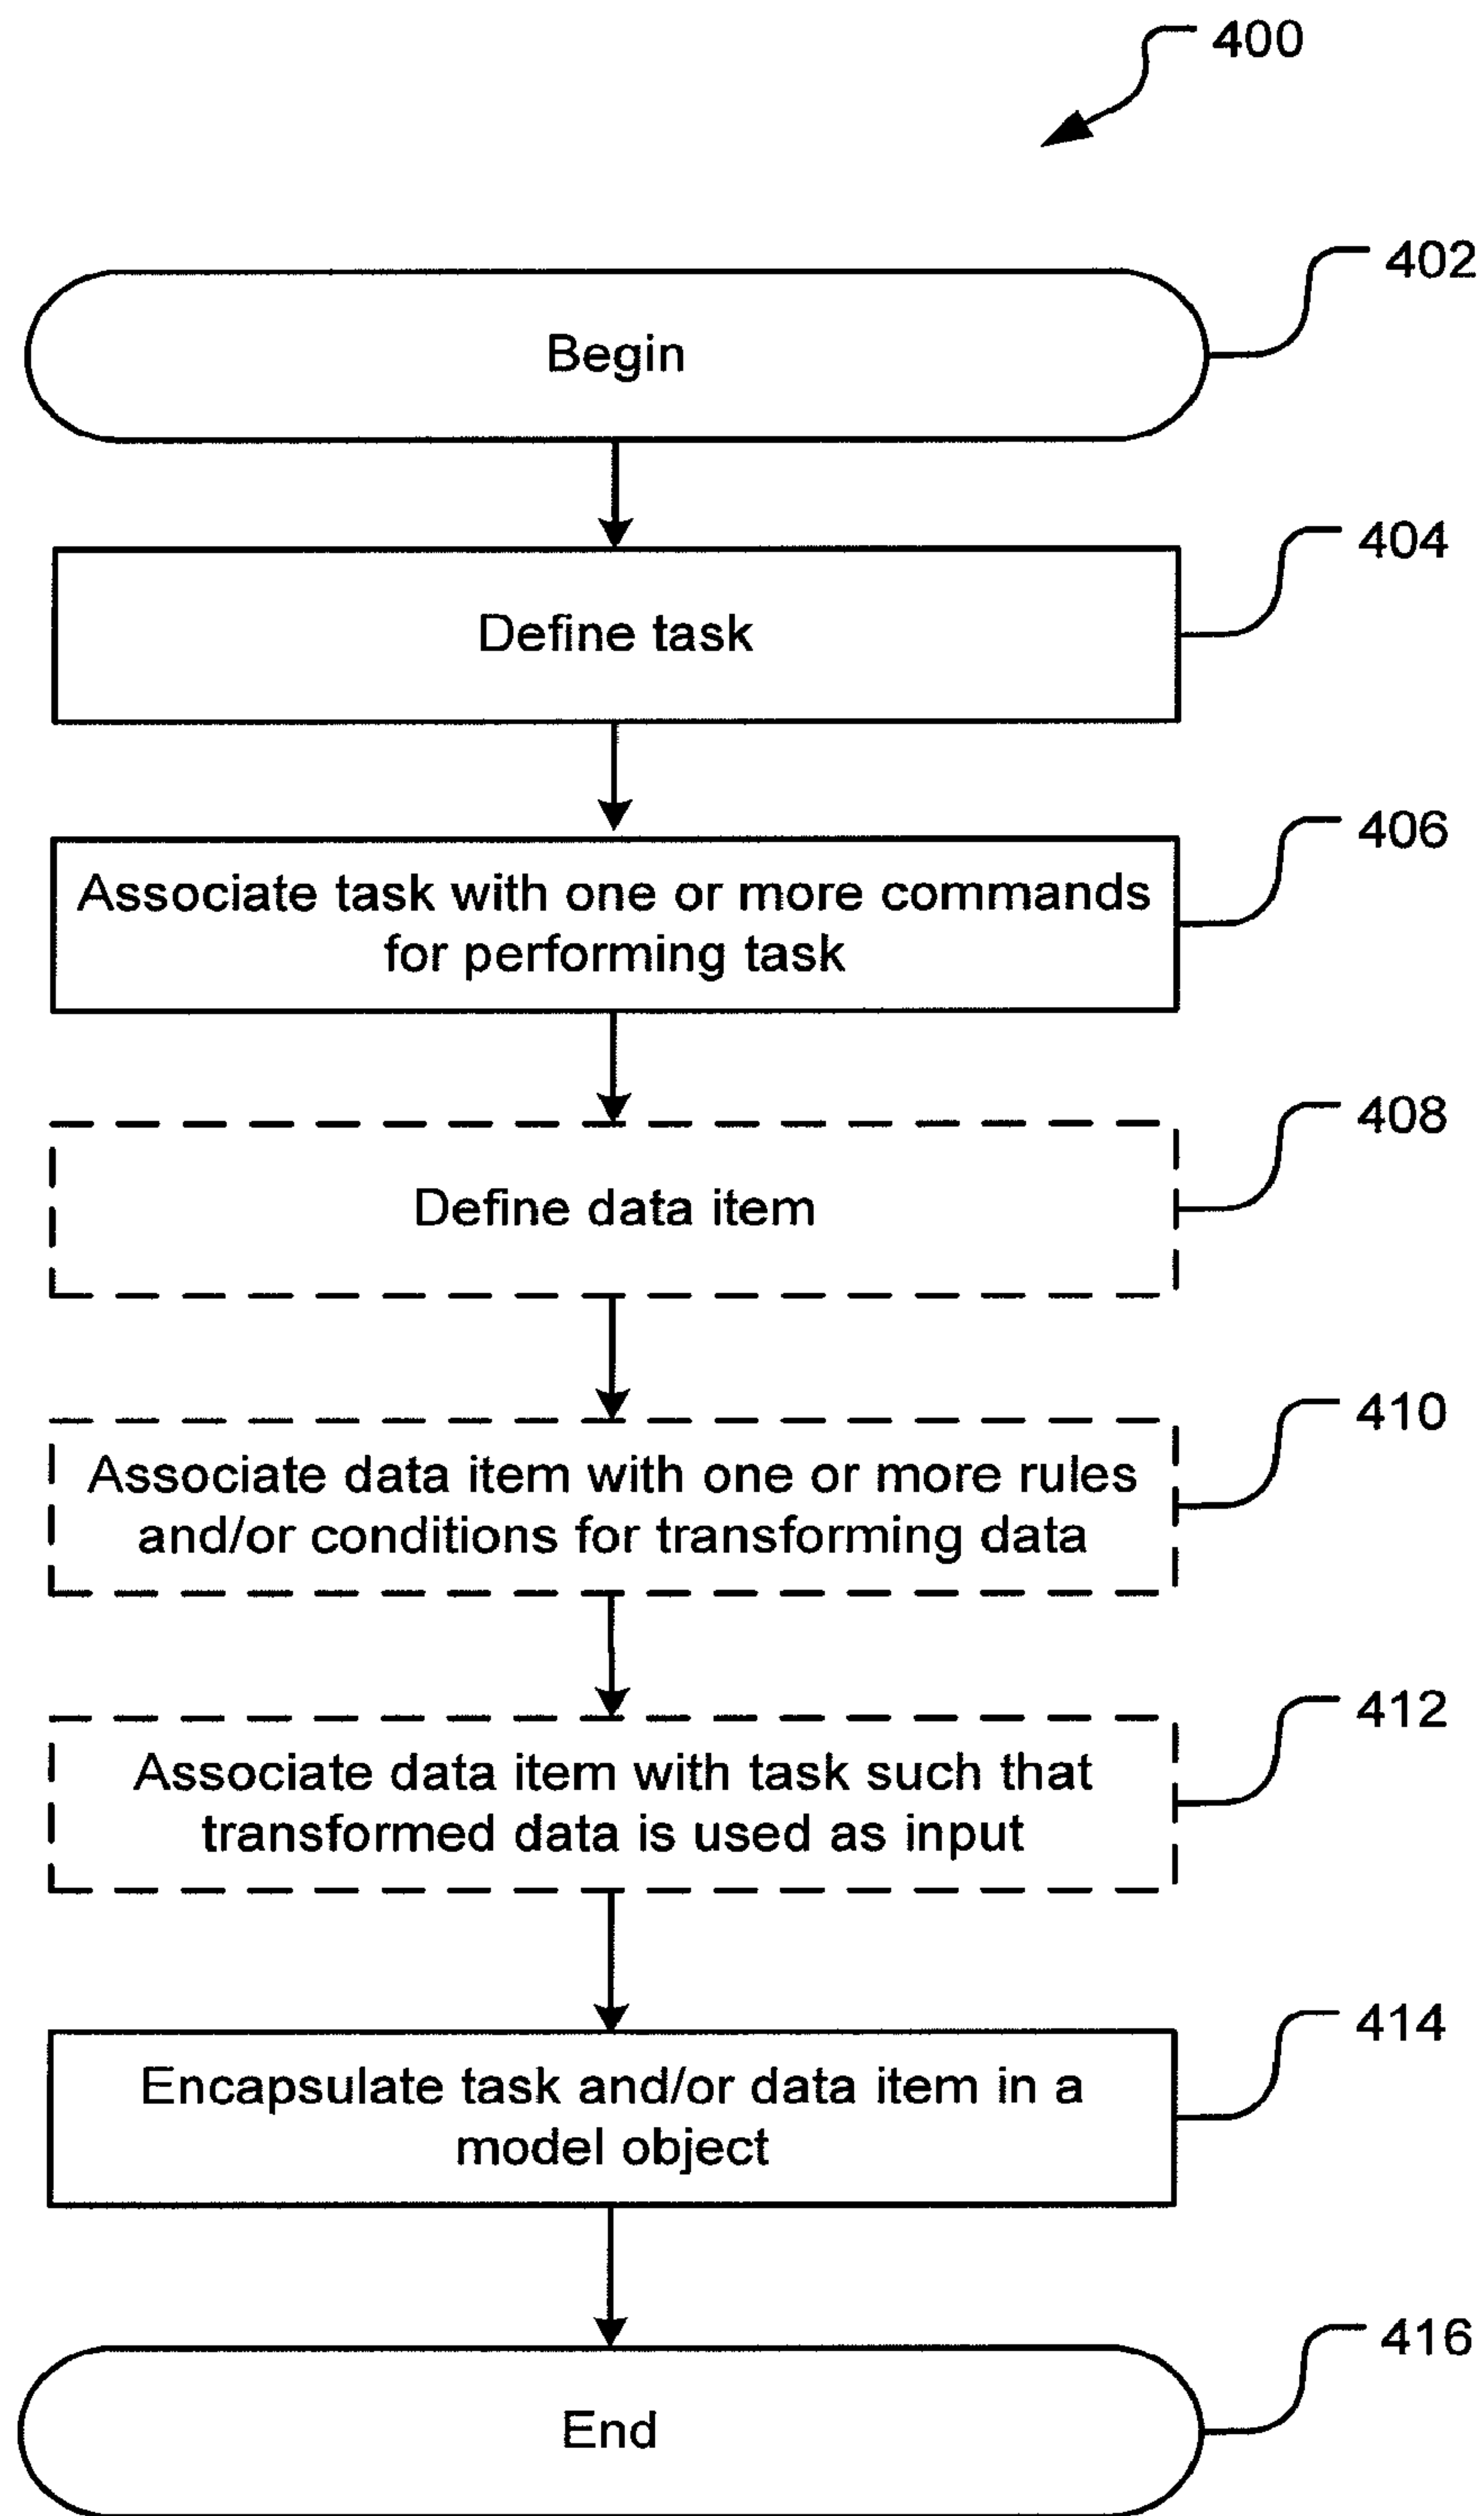 400
402
Begin
404
Define task
406
Associate task with one or more commands
for performing task
408
Define data item
410
Associate data item with one or more rules
and/or conditions for transforming data
412
Associate data item with task such that
transformed data is used as input
414
Encapsulate task and/or data item in a
model object
416
End